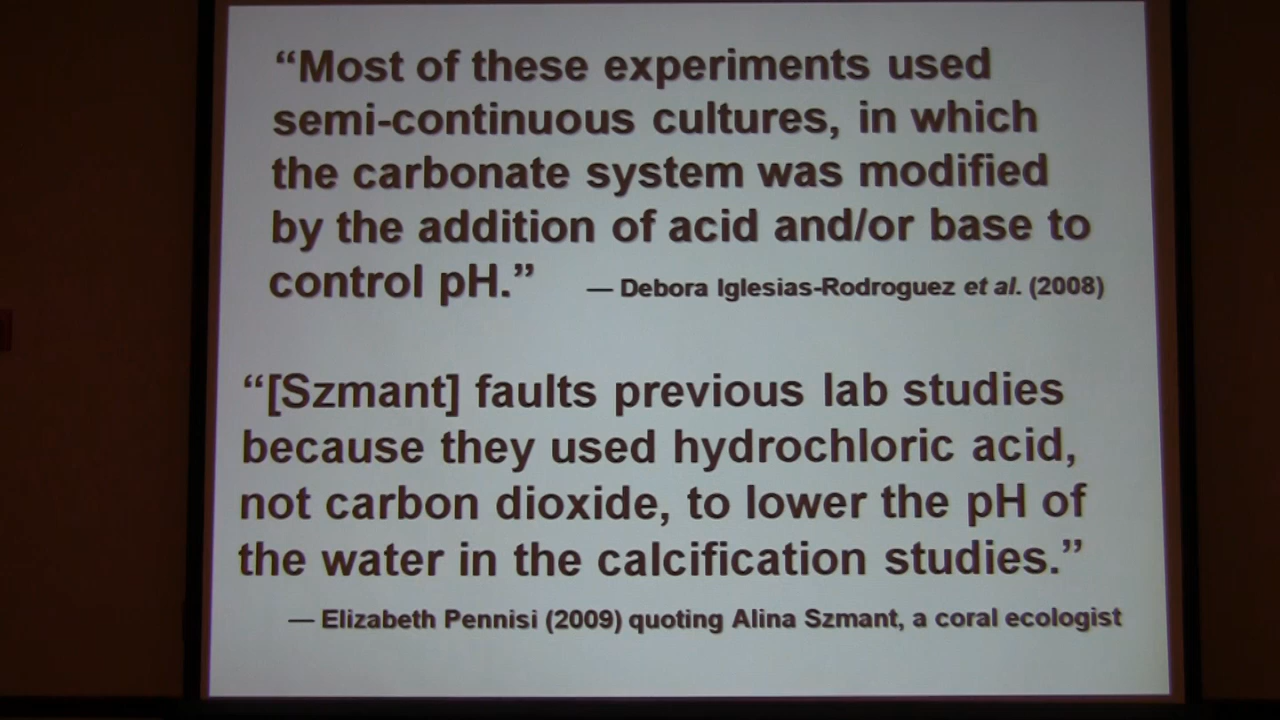 “Most of these experiments used
semi-continuous cultures, in which
the carbonate system was modified
by the addition of acid and/or base to
control pH.” — Debora Iglesias-Rodroguez et al. (2008)
“[Szmant] faults previous lab studies
because they used hydrochloric acid,
not carbon dioxide, to lower the pH of
the water in the calcification studies.”
— Elizabeth Pennisi (2009) quoting Alina Szmant, a coral ecologist